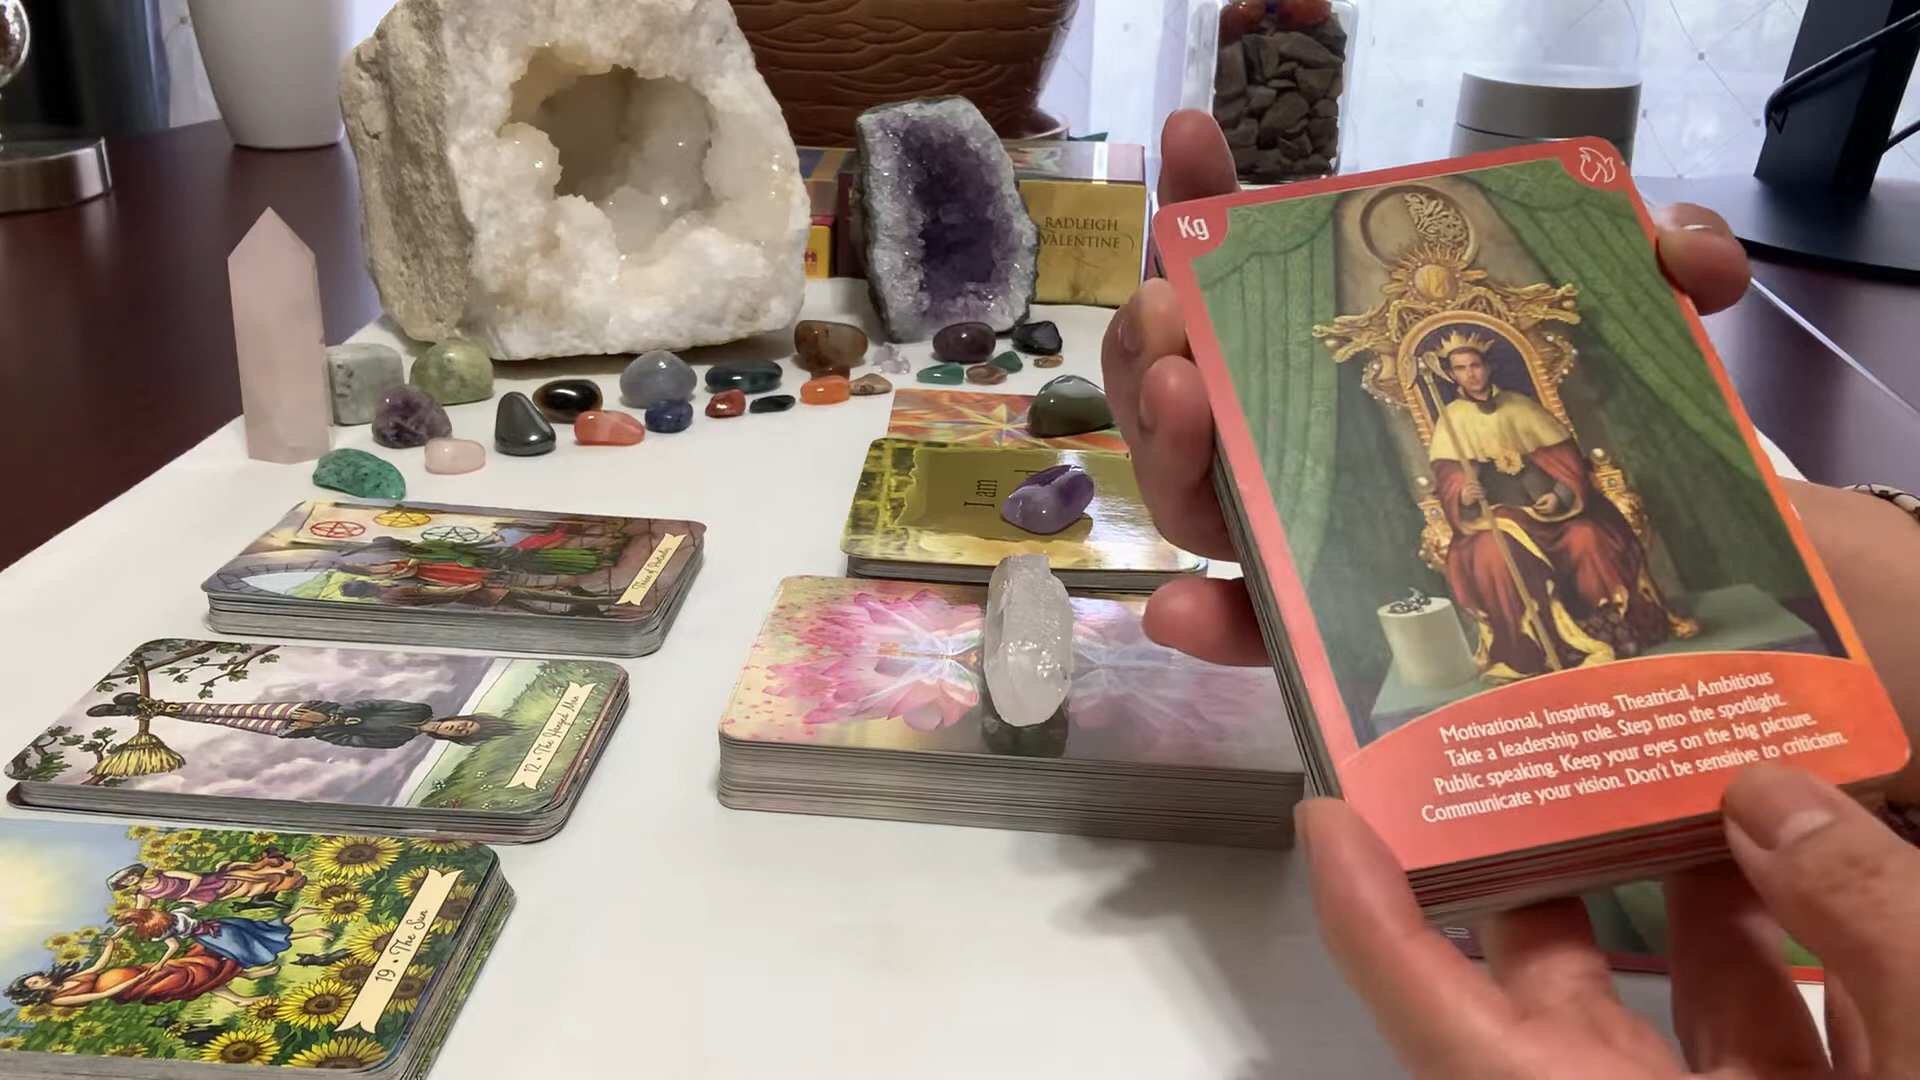 RADLEIGH
VALENTINE
Kg
I am
12 • The Hanged Man
19 • The Sun
Motivational, Inspiring, Theatrical, Ambitious
Take a leadership role. Step into the spotlight.
Public speaking. Keep your eyes on the big picture.
Communicate your vision. Don't be sensitive to criticism.
10